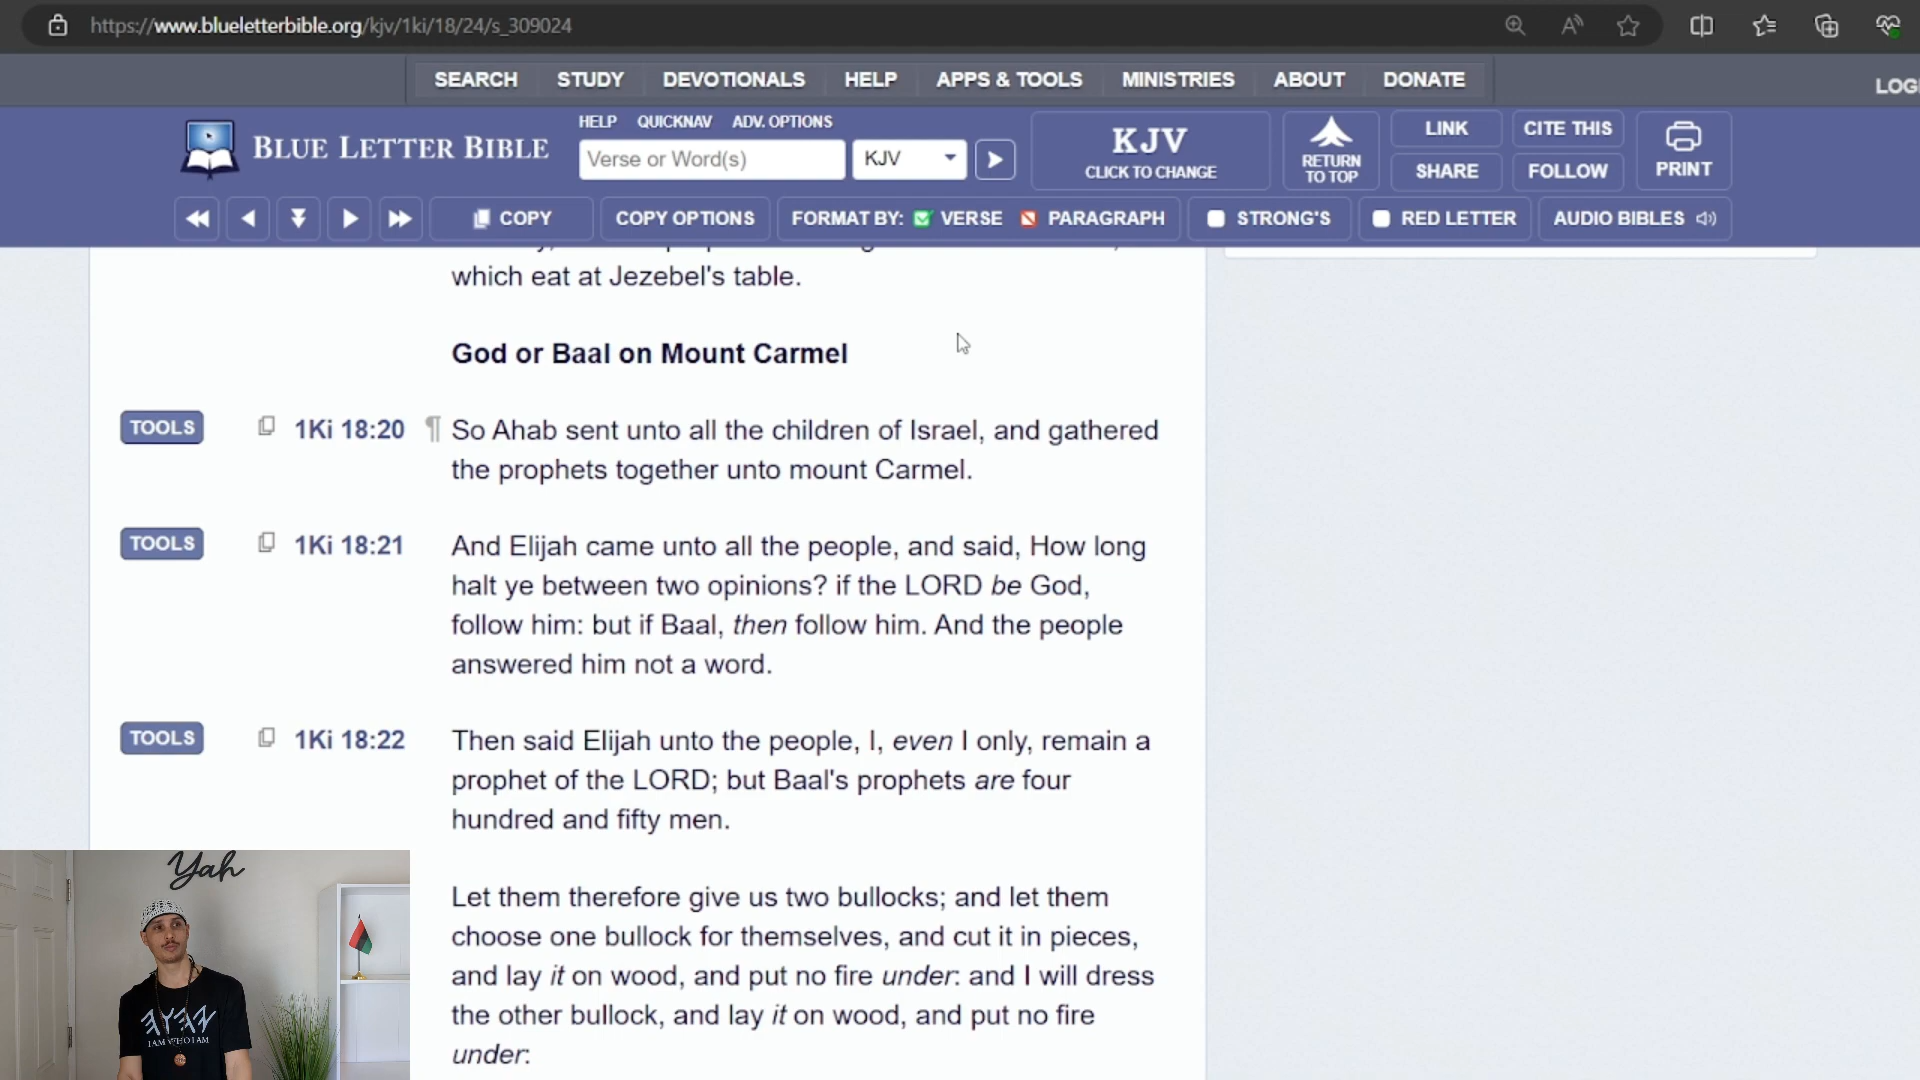 https://www.blueletterbible.org/kjv/1ki/18/24/s_309024
SEARCH STUDY DEVOTIONALS HELP APPS & TOOLS MINISTRIES ABOUT DONATE
BLUE LETTER BIBLE
HELP QUICKNAV ADV. OPTIONS
Verse or Word(s)
KJV
KJV
CLICK TO CHANGE
RETURN
TO TOP
LINK
CITE THIS
SHARE
FOLLOW
PRINT
COPY COPY OPTIONS FORMAT BY: VERSE PARAGRAPH STRONG'S RED LETTER AUDIO BIBLES
which eat at Jezebel's table.
God or Baal on Mount Carmel
TOOLS 1Ki 18:20 ¶ So Ahab sent unto all the children of Israel, and gathered
the prophets together unto mount Carmel.
TOOLS 1Ki 18:21 And Elijah came unto all the people, and said, How long
halt ye between two opinions? if the LORD be God,
follow him: but if Baal, then follow him. And the people
answered him not a word.
TOOLS 1Ki 18:22 Then said Elijah unto the people, I, even I only, remain a
prophet of the LORD; but Baal's prophets are four
hundred and fifty men.
Let them therefore give us two bullocks; and let them
choose one bullock for themselves, and cut it in pieces,
and lay it on wood, and put no fire under: and I will dress
the other bullock, and lay it on wood, and put no fire
under:
Yah
𐤉𐤄𐤅𐤄
I AM WHO I AM